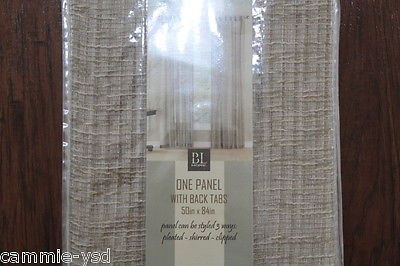 BL
HOME
ONE PANEL
WITH BACK TABS
50in x 84in
panel can be styled 3 ways:
pleated - shirred - clipped
cammie-ysd